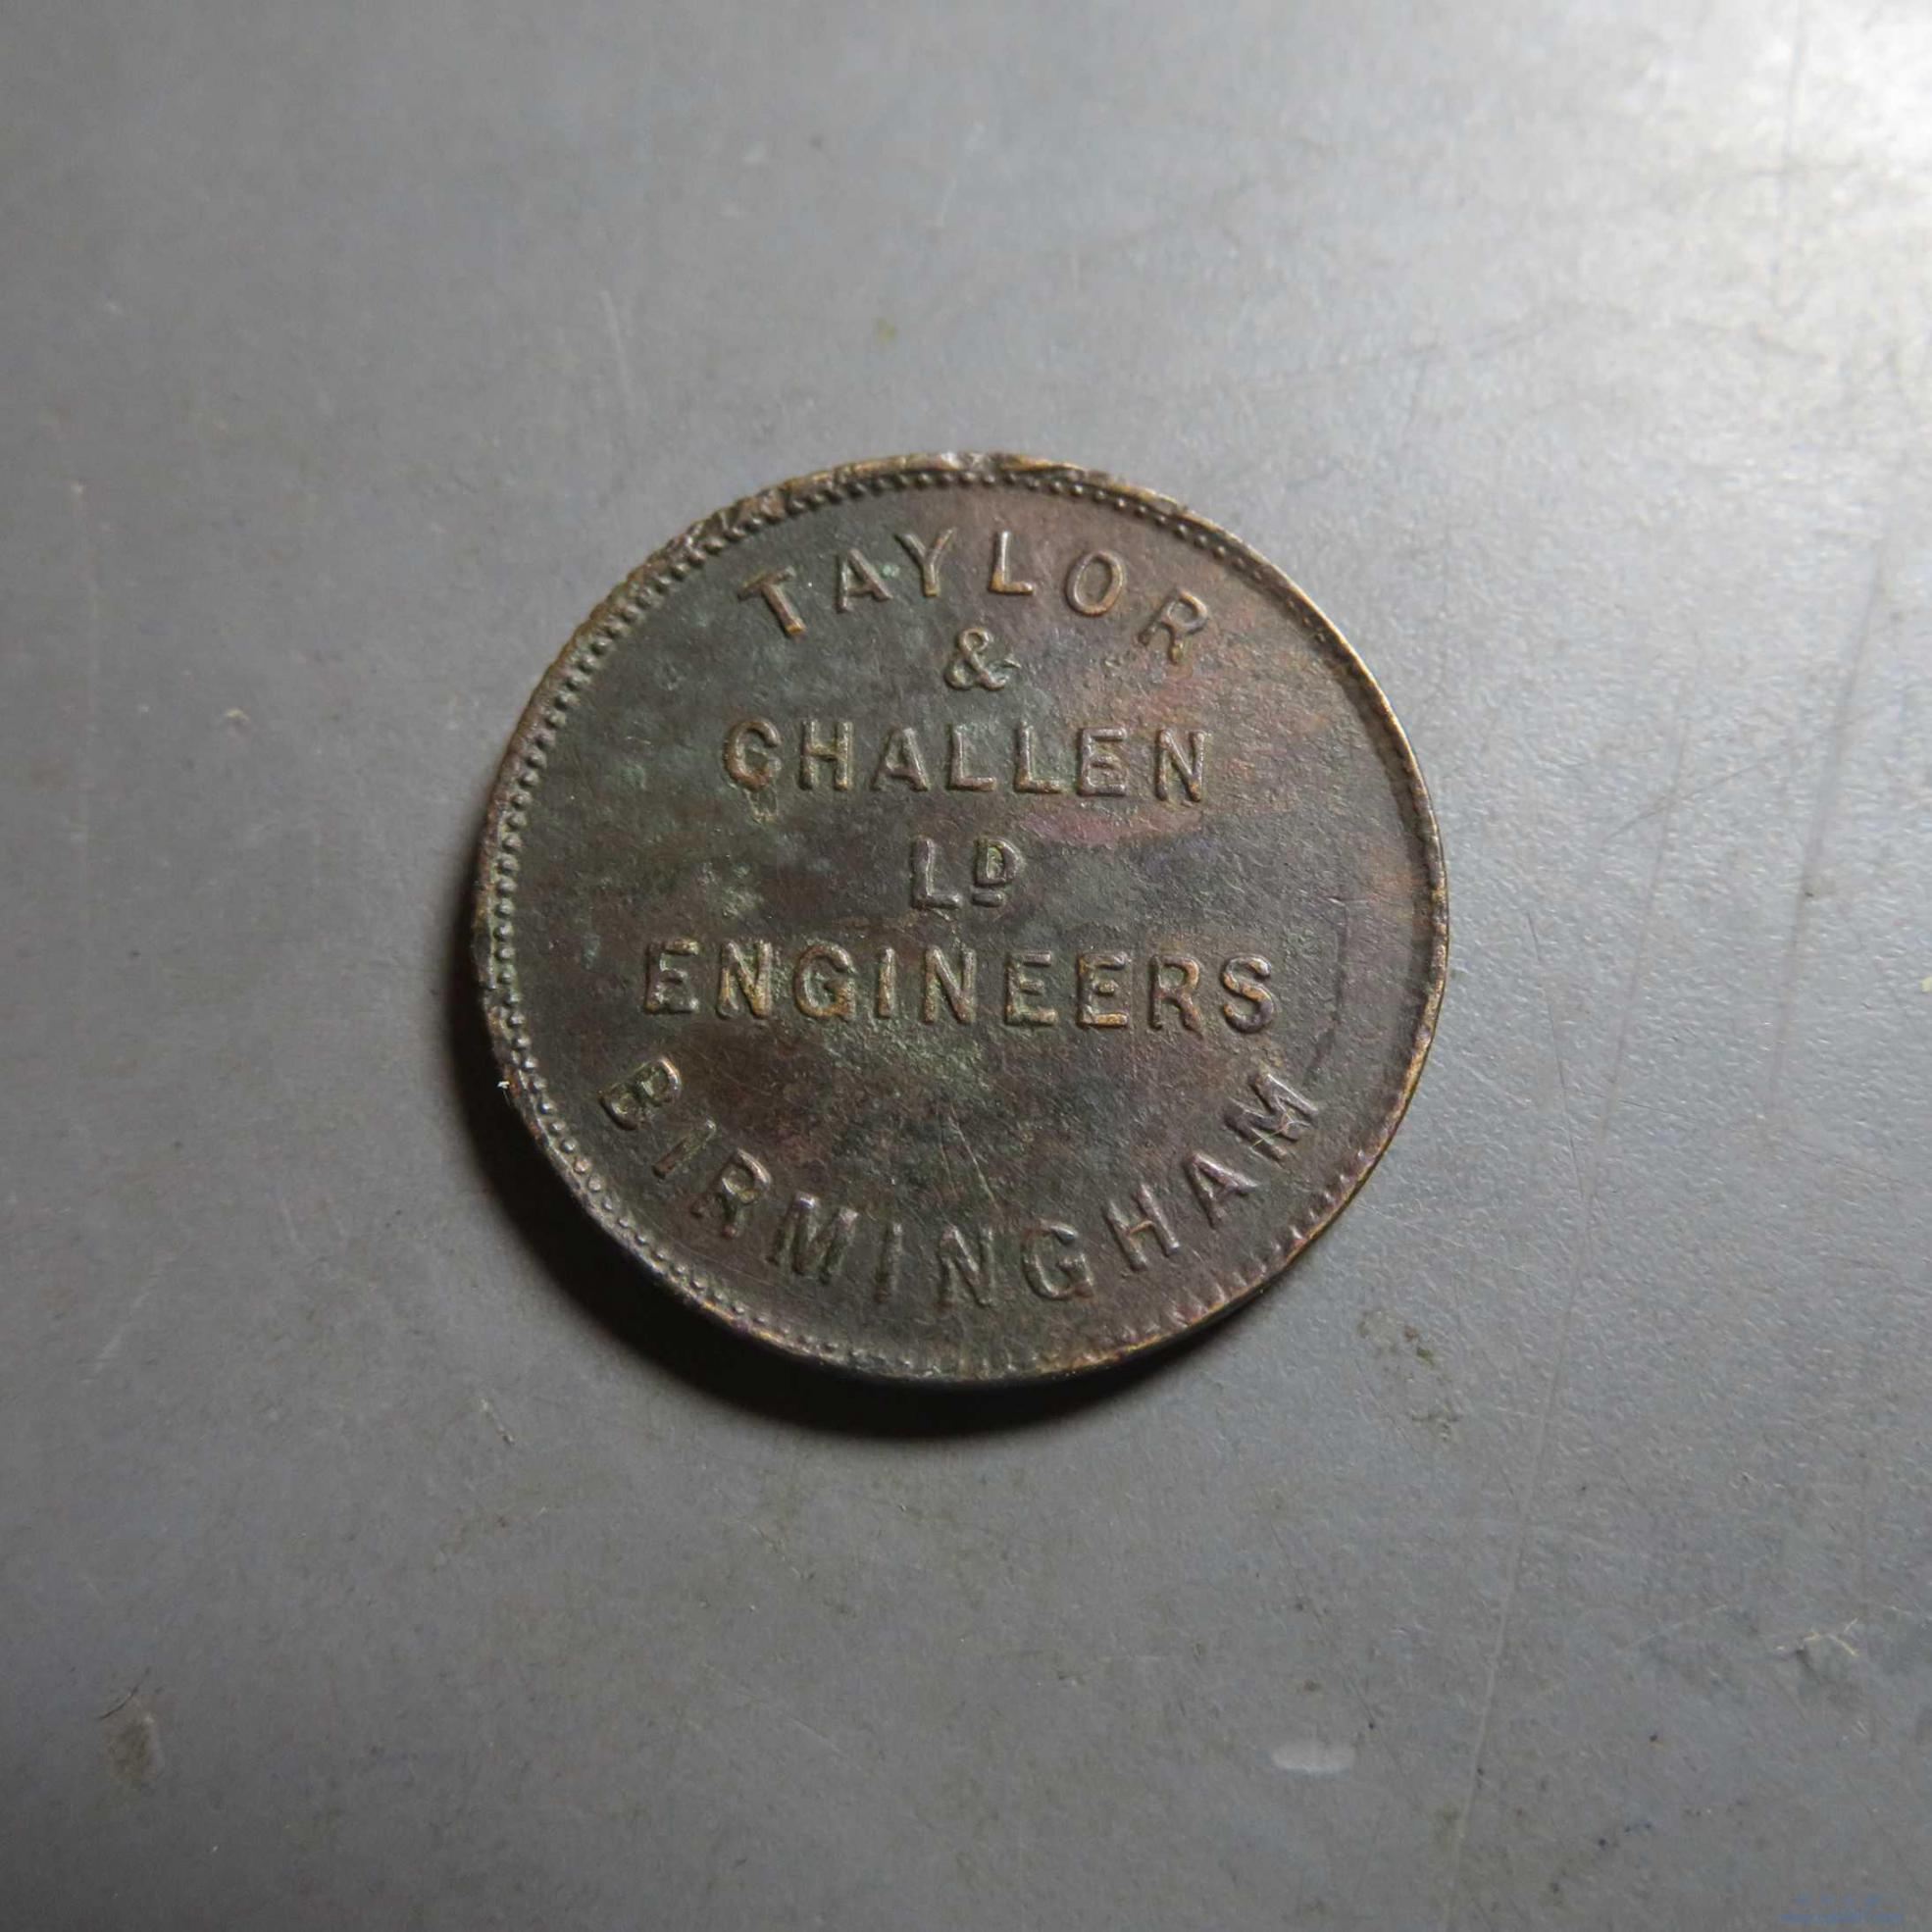 TAYLOR
&
CHALLEN
LD
ENGINEERS
BIRMINGHAM